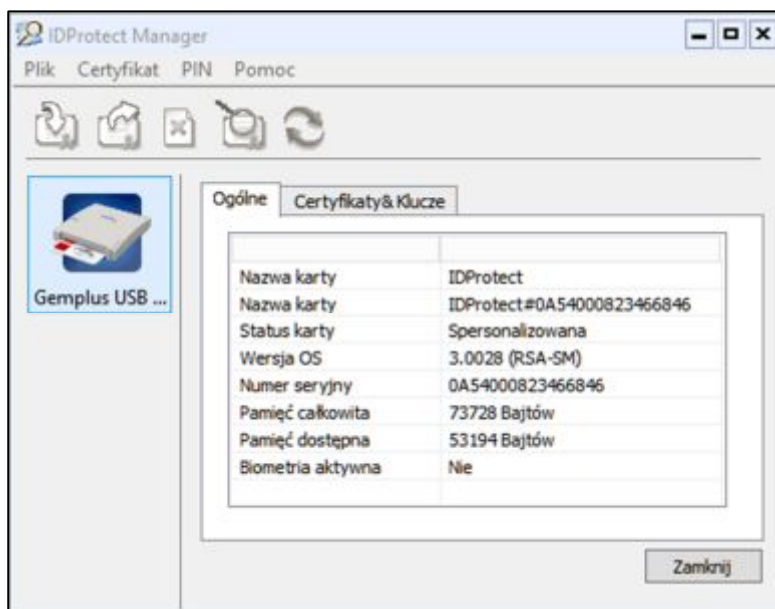 IDProtect Manager
Plik Certyfikat PIN Pomoc
Gemplus USB ...
Ogólne Certyfikaty& Klucze
Nazwa karty IDProtect
Nazwa karty IDProtect#0A54000823466846
Status karty Spersonalizowana
Wersja OS 3.0028 (RSA-SM)
Numer seryjny 0A54000823466846
Pamięć całkowita 73728 Bajtów
Pamięć dostępna 53194 Bajtów
Biometria aktywna Nie
Zamknij